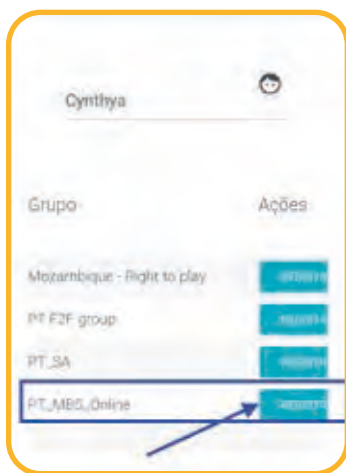 Cynthya
Grupo Ações
Mozambique - Right to play
PT F2F group
PT_SA
PT_MBS_Online